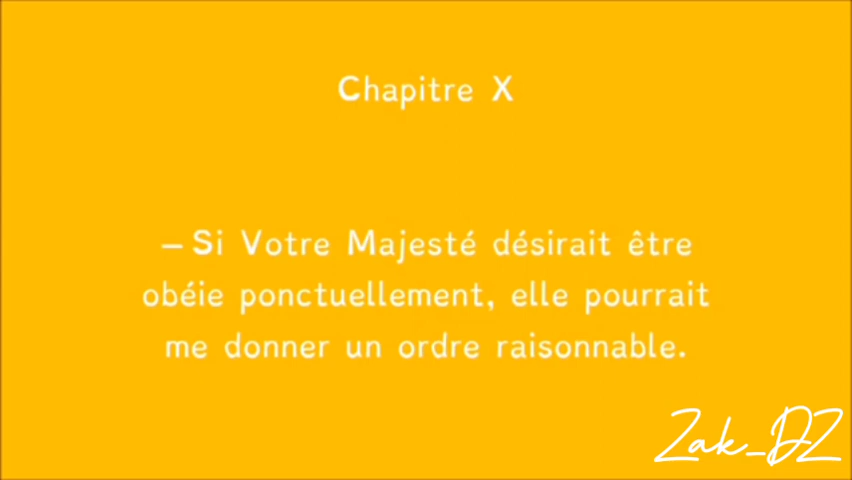 Chapitre X
– Si Votre Majesté désirait être
obéie ponctuellement, elle pourrait
me donner un ordre raisonnable.
Zak_DZ